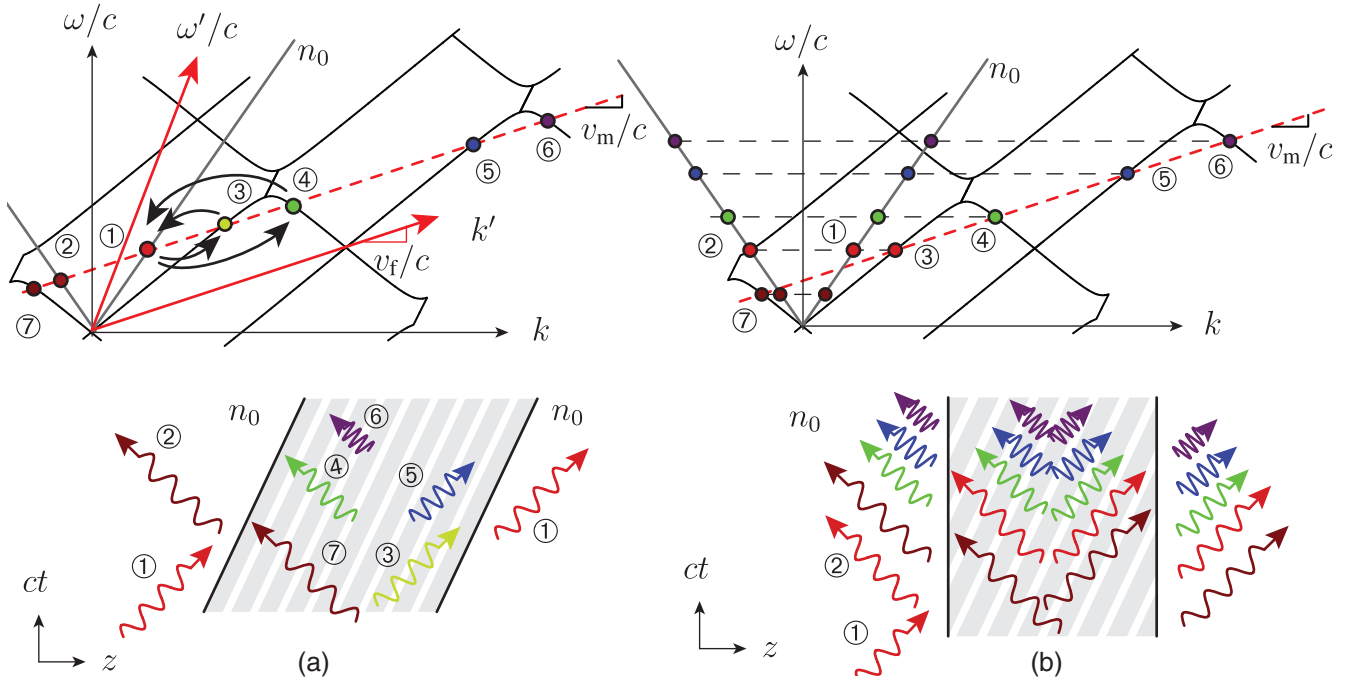 ω/c
ω′/c
n₀
v_m/c
②
①
③
④
⑤
⑥
k′
v_f/c
⑦
k
n₀
n₀
②
⑥
④
⑤
①
⑦
③
①
ct
z
(a)
ω/c
n₀
v_m/c
②
①
③
④
⑤
⑥
⑦
k
n₀
②
①
ct
z
(b)